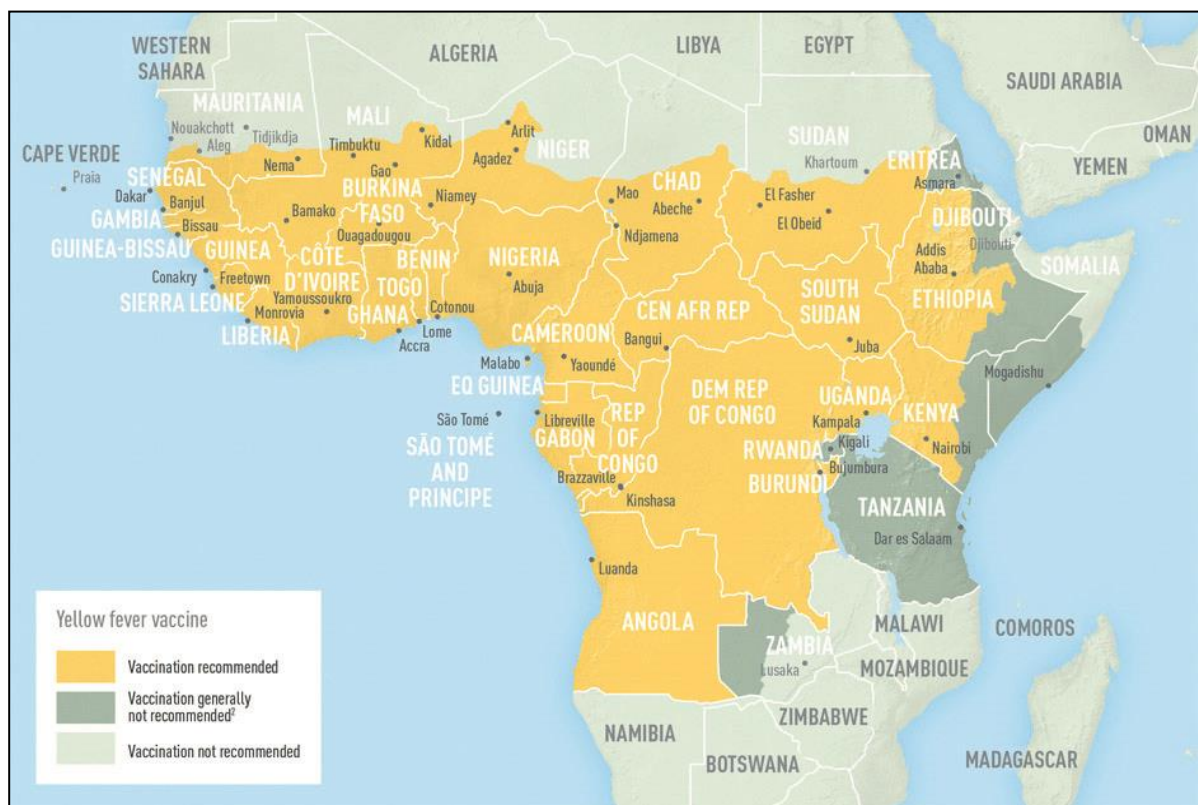 WESTERN
SAHARA
ALGERIA
LIBYA
EGYPT
SAUDI ARABIA
OMAN
YEMEN
MAURITANIA
Nouakchott
Aleg
Tidjikdja
Nema
MALI
Timbuktu
Kidal
Gao
Arlit
Agadez
NIGER
SUDAN
Khartoum
ERITREA
Asmara
CAPE VERDE
Praia
SENEGAL
Dakar
Banjul
GAMBIA
Bissau
GUINEA-BISSAU
Bamako
BURKINA
FASO
Ouagadougou
Niamey
CHAD
Mao
Abeche
Ndjamena
El Fasher
El Obeid
DJIBOUTI
Djibouti
SOMALIA
GUINEA
Conakry
Freetown
SIERRA LEONE
Monrovia
LIBERIA
CÔTE
D'IVOIRE
Yamoussoukro
GHANA
TOGO
BENIN
Cotonou
Lome
Accra
NIGERIA
Abuja
Addis
Ababa
ETHIOPIA
SOUTH
SUDAN
Juba
CEN AFR REP
Bangui
CAMEROON
Yaoundé
Malabo
EQ GUINEA
São Tomé
SÃO TOMÉ
AND
PRINCIPE
Libreville
GABON
REP
OF
CONGO
Brazzaville
Kinshasa
DEM REP
OF CONGO
UGANDA
Kampala
KENYA
Nairobi
Mogadishu
RWANDA
Kigali
Bujumbura
BURUNDI
TANZANIA
Dar es Salaam
Luanda
ANGOLA
ZAMBIA
Lusaka
MALAWI
MOZAMBIQUE
COMOROS
NAMIBIA
BOTSWANA
ZIMBABWE
MADAGASCAR
Yellow fever vaccine
Vaccination recommended
Vaccination generally
not recommended²
Vaccination not recommended